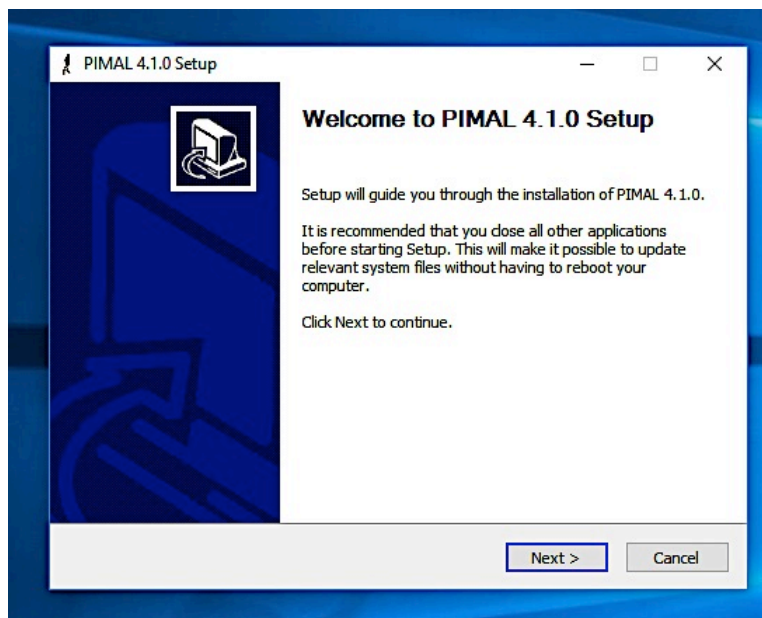 PIMAL 4.1.0 Setup
Welcome to PIMAL 4.1.0 Setup
Setup will guide you through the installation of PIMAL 4.1.0.
It is recommended that you close all other applications
before starting Setup. This will make it possible to update
relevant system files without having to reboot your
computer.
Click Next to continue.
Next >
Cancel